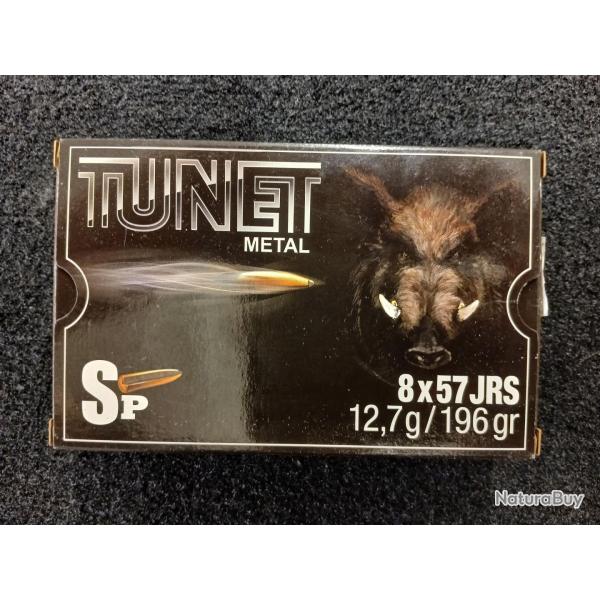 TUNET
METAL
SP
8x57JRS
12,7g/196gr
NaturaBuy